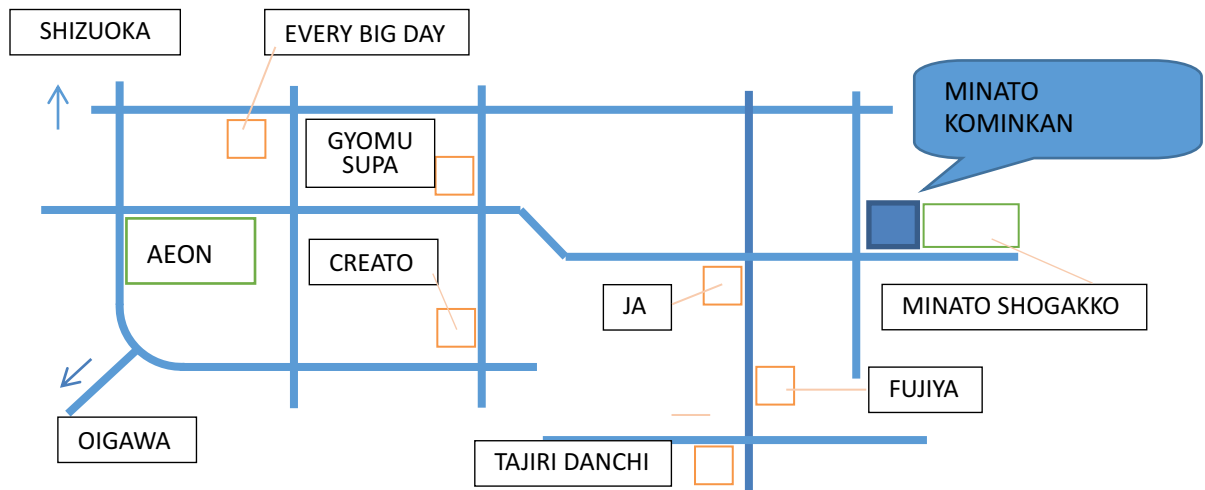 SHIZUOKA
EVERY BIG DAY
MINATO
KOMINKAN
GYOMU
SUPA
AEON
CREATO
JA
MINATO SHOGAKKO
FUJIYA
OIGAWA
TAJIRI DANCHI